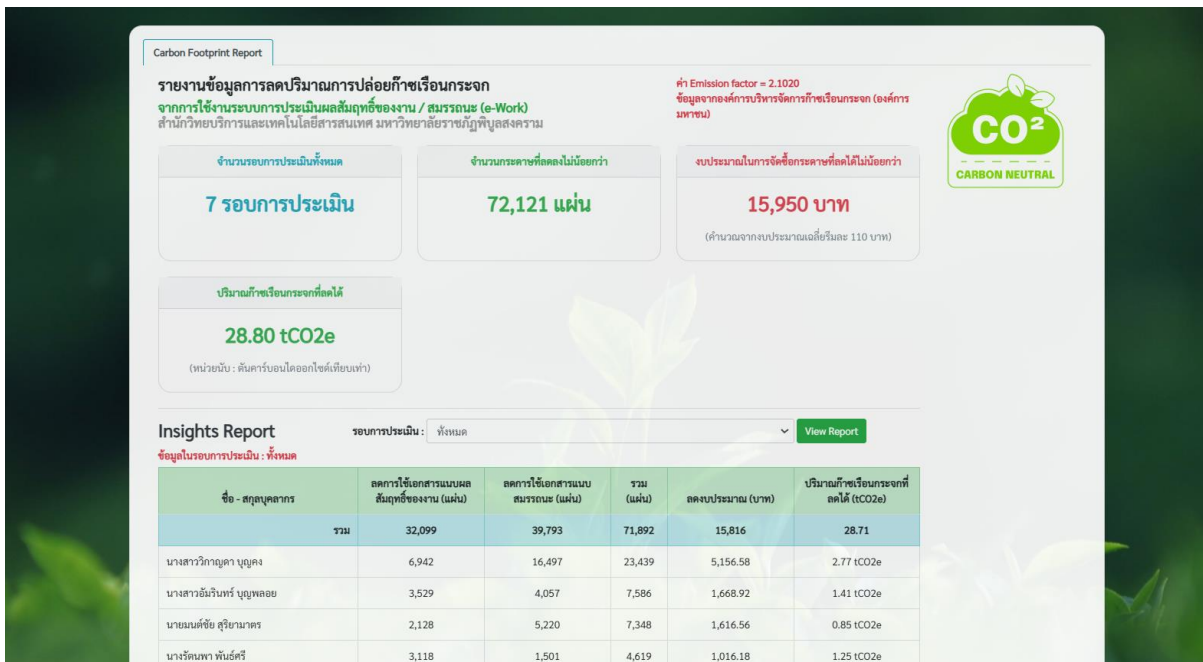 Carbon Footprint Report
รายงานข้อมูลการลดปริมาณการปล่อยก๊าซเรือนกระจก
จากการใช้งานระบบการประเมินผลสัมฤทธิ์ของงาน / สมรรถนะ (e-Work)
สำนักวิทยบริการและเทคโนโลยีสารสนเทศ มหาวิทยาลัยราชภัฏพิบูลสงคราม
ค่า Emission factor = 2.1020
ข้อมูลจากองค์การบริหารจัดการก๊าซเรือนกระจก (องค์การ
มหาชน)
CO²
CARBON NEUTRAL
จำนวนรอบการประเมินทั้งหมด
7 รอบการประเมิน
จำนวนกระดาษที่ลดลงไม่น้อยกว่า
72,121 แผ่น
งบประมาณในการจัดซื้อกระดาษที่ลดได้ไม่น้อยกว่า
15,950 บาท
(คำนวณจากงบประมาณเฉลี่ยรีมละ 110 บาท)
ปริมาณก๊าซเรือนกระจกที่ลดได้
28.80 tCO2e
(หน่วยนับ : ตันคาร์บอนไดออกไซด์เทียบเท่า)
Insights Report
รอบการประเมิน : ทั้งหมด View Report
ข้อมูลในรอบการประเมิน : ทั้งหมด
ชื่อ - สกุลบุคลากร ลดการใช้เอกสารแนบผลสัมฤทธิ์ของงาน (แผ่น) ลดการใช้เอกสารแนบสมรรถนะ (แผ่น) รวม (แผ่น) ลดงบประมาณ (บาท) ปริมาณก๊าซเรือนกระจกที่ลดได้ (tCO2e)
รวม 32,099 39,793 71,892 15,816 28.71
นางสาววิกาญดา บุญคง 6,942 16,497 23,439 5,156.58 2.77 tCO2e
นางสาวอัมรินทร์ บุญพลอย 3,529 4,057 7,586 1,668.92 1.41 tCO2e
นายมนต์ชัย สุริยามาตร 2,128 5,220 7,348 1,616.56 0.85 tCO2e
นางรัตนพา พันธ์ศรี 3,118 1,501 4,619 1,016.18 1.25 tCO2e